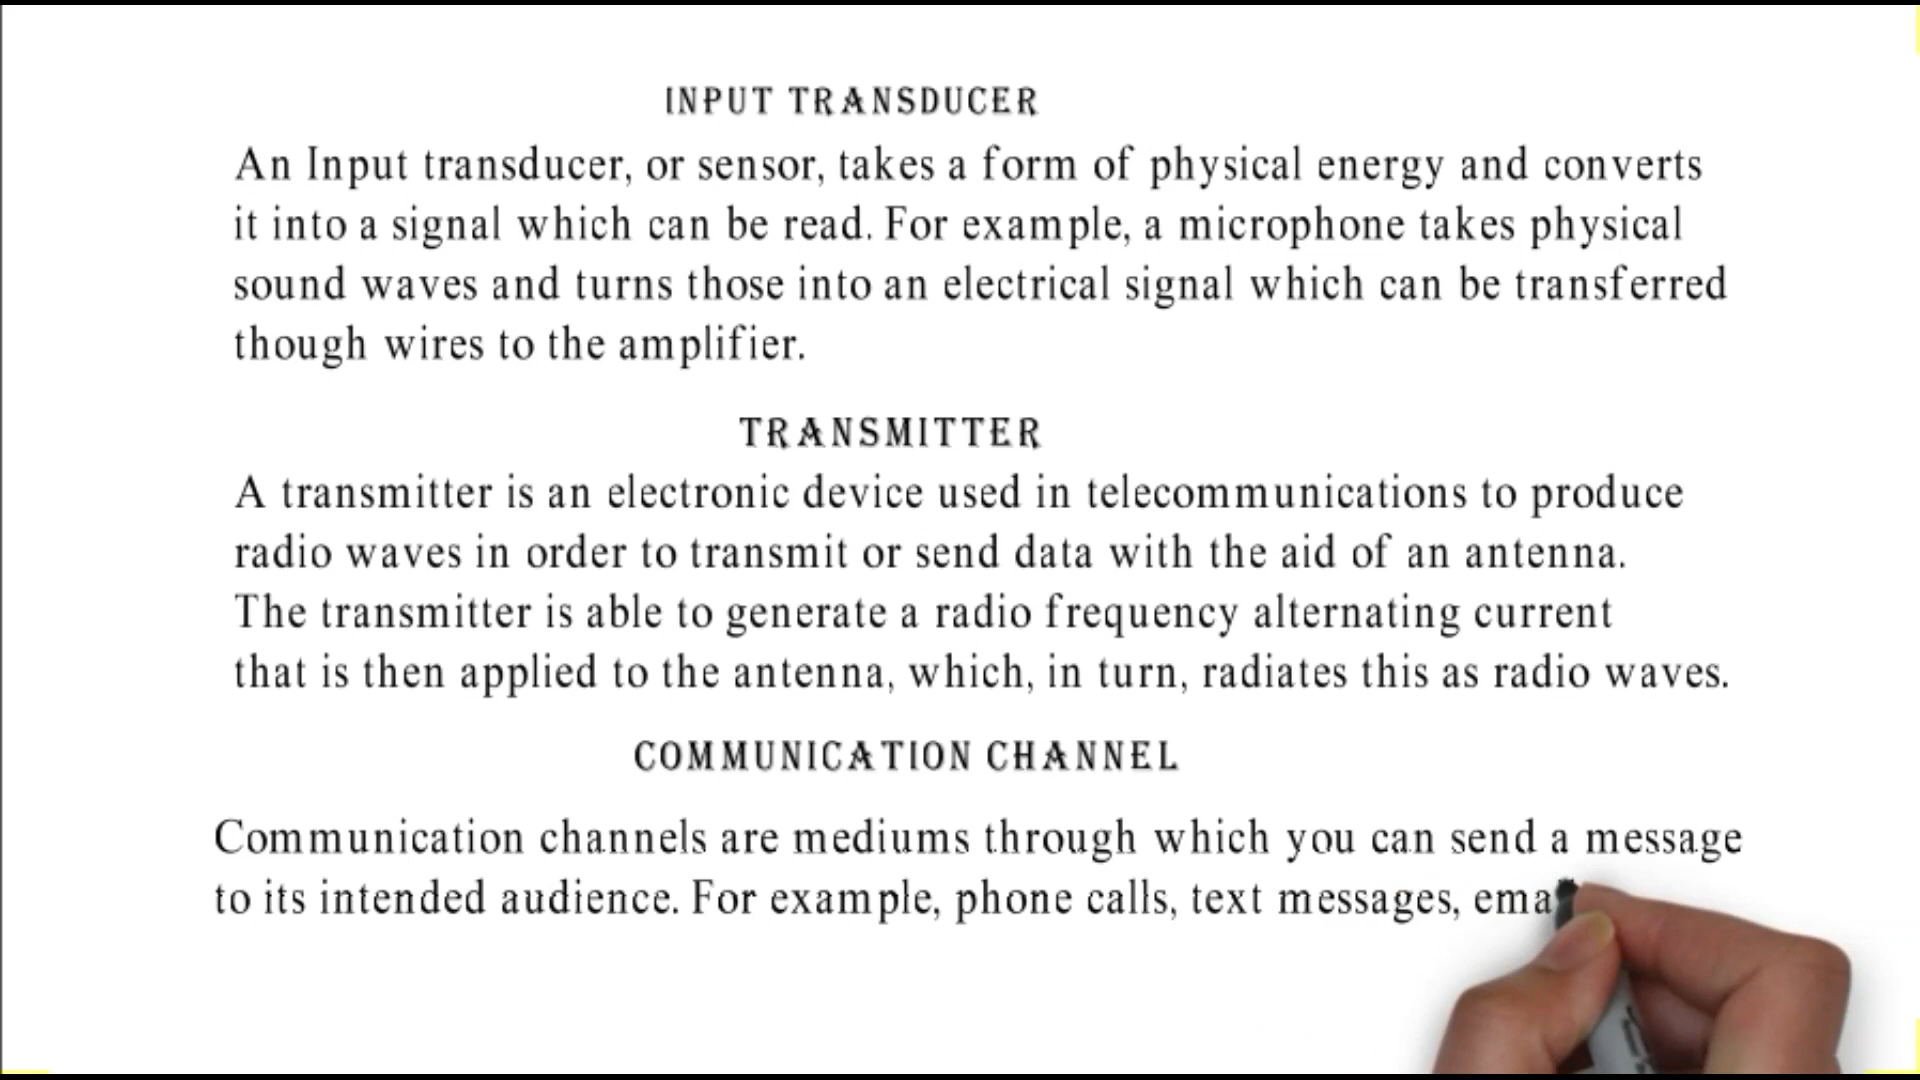 INPUT TRANSDUCER
An Input transducer, or sensor, takes a form of physical energy and converts
it into a signal which can be read. For example, a microphone takes physical
sound waves and turns those into an electrical signal which can be transferred
though wires to the amplifier.
TRANSMITTER
A transmitter is an electronic device used in telecommunications to produce
radio waves in order to transmit or send data with the aid of an antenna.
The transmitter is able to generate a radio frequency alternating current
that is then applied to the antenna, which, in turn, radiates this as radio waves.
COMMUNICATION CHANNEL
Communication channels are mediums through which you can send a message
to its intended audience. For example, phone calls, text messages,